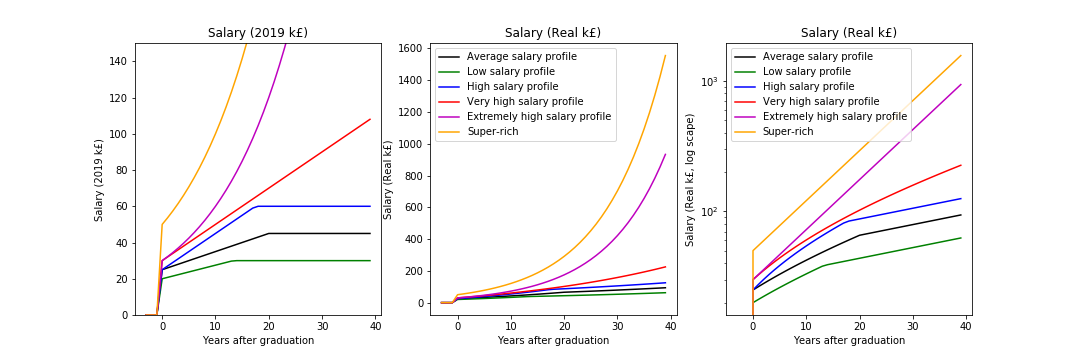 Salary (2019 k£)
Salary (2019 k£)
140
120
100
80
60
40
20
0
0
20
40
Years after graduation
Salary (Real k£)
Salary (Real k£)
1600
1400
1200
1000
800
600
400
200
0
Average salary profile
Low salary profile
High salary profile
Very high salary profile
Extremely high salary profile
Super-rich
0
10
20
30
40
Years after graduation
Salary (Real k£)
Salary (Real k£, log scape)
10³
10²
Average salary profile
Low salary profile
High salary profile
Very high salary profile
Extremely high salary profile
Super-rich
0
10
20
30
40
Years after graduation